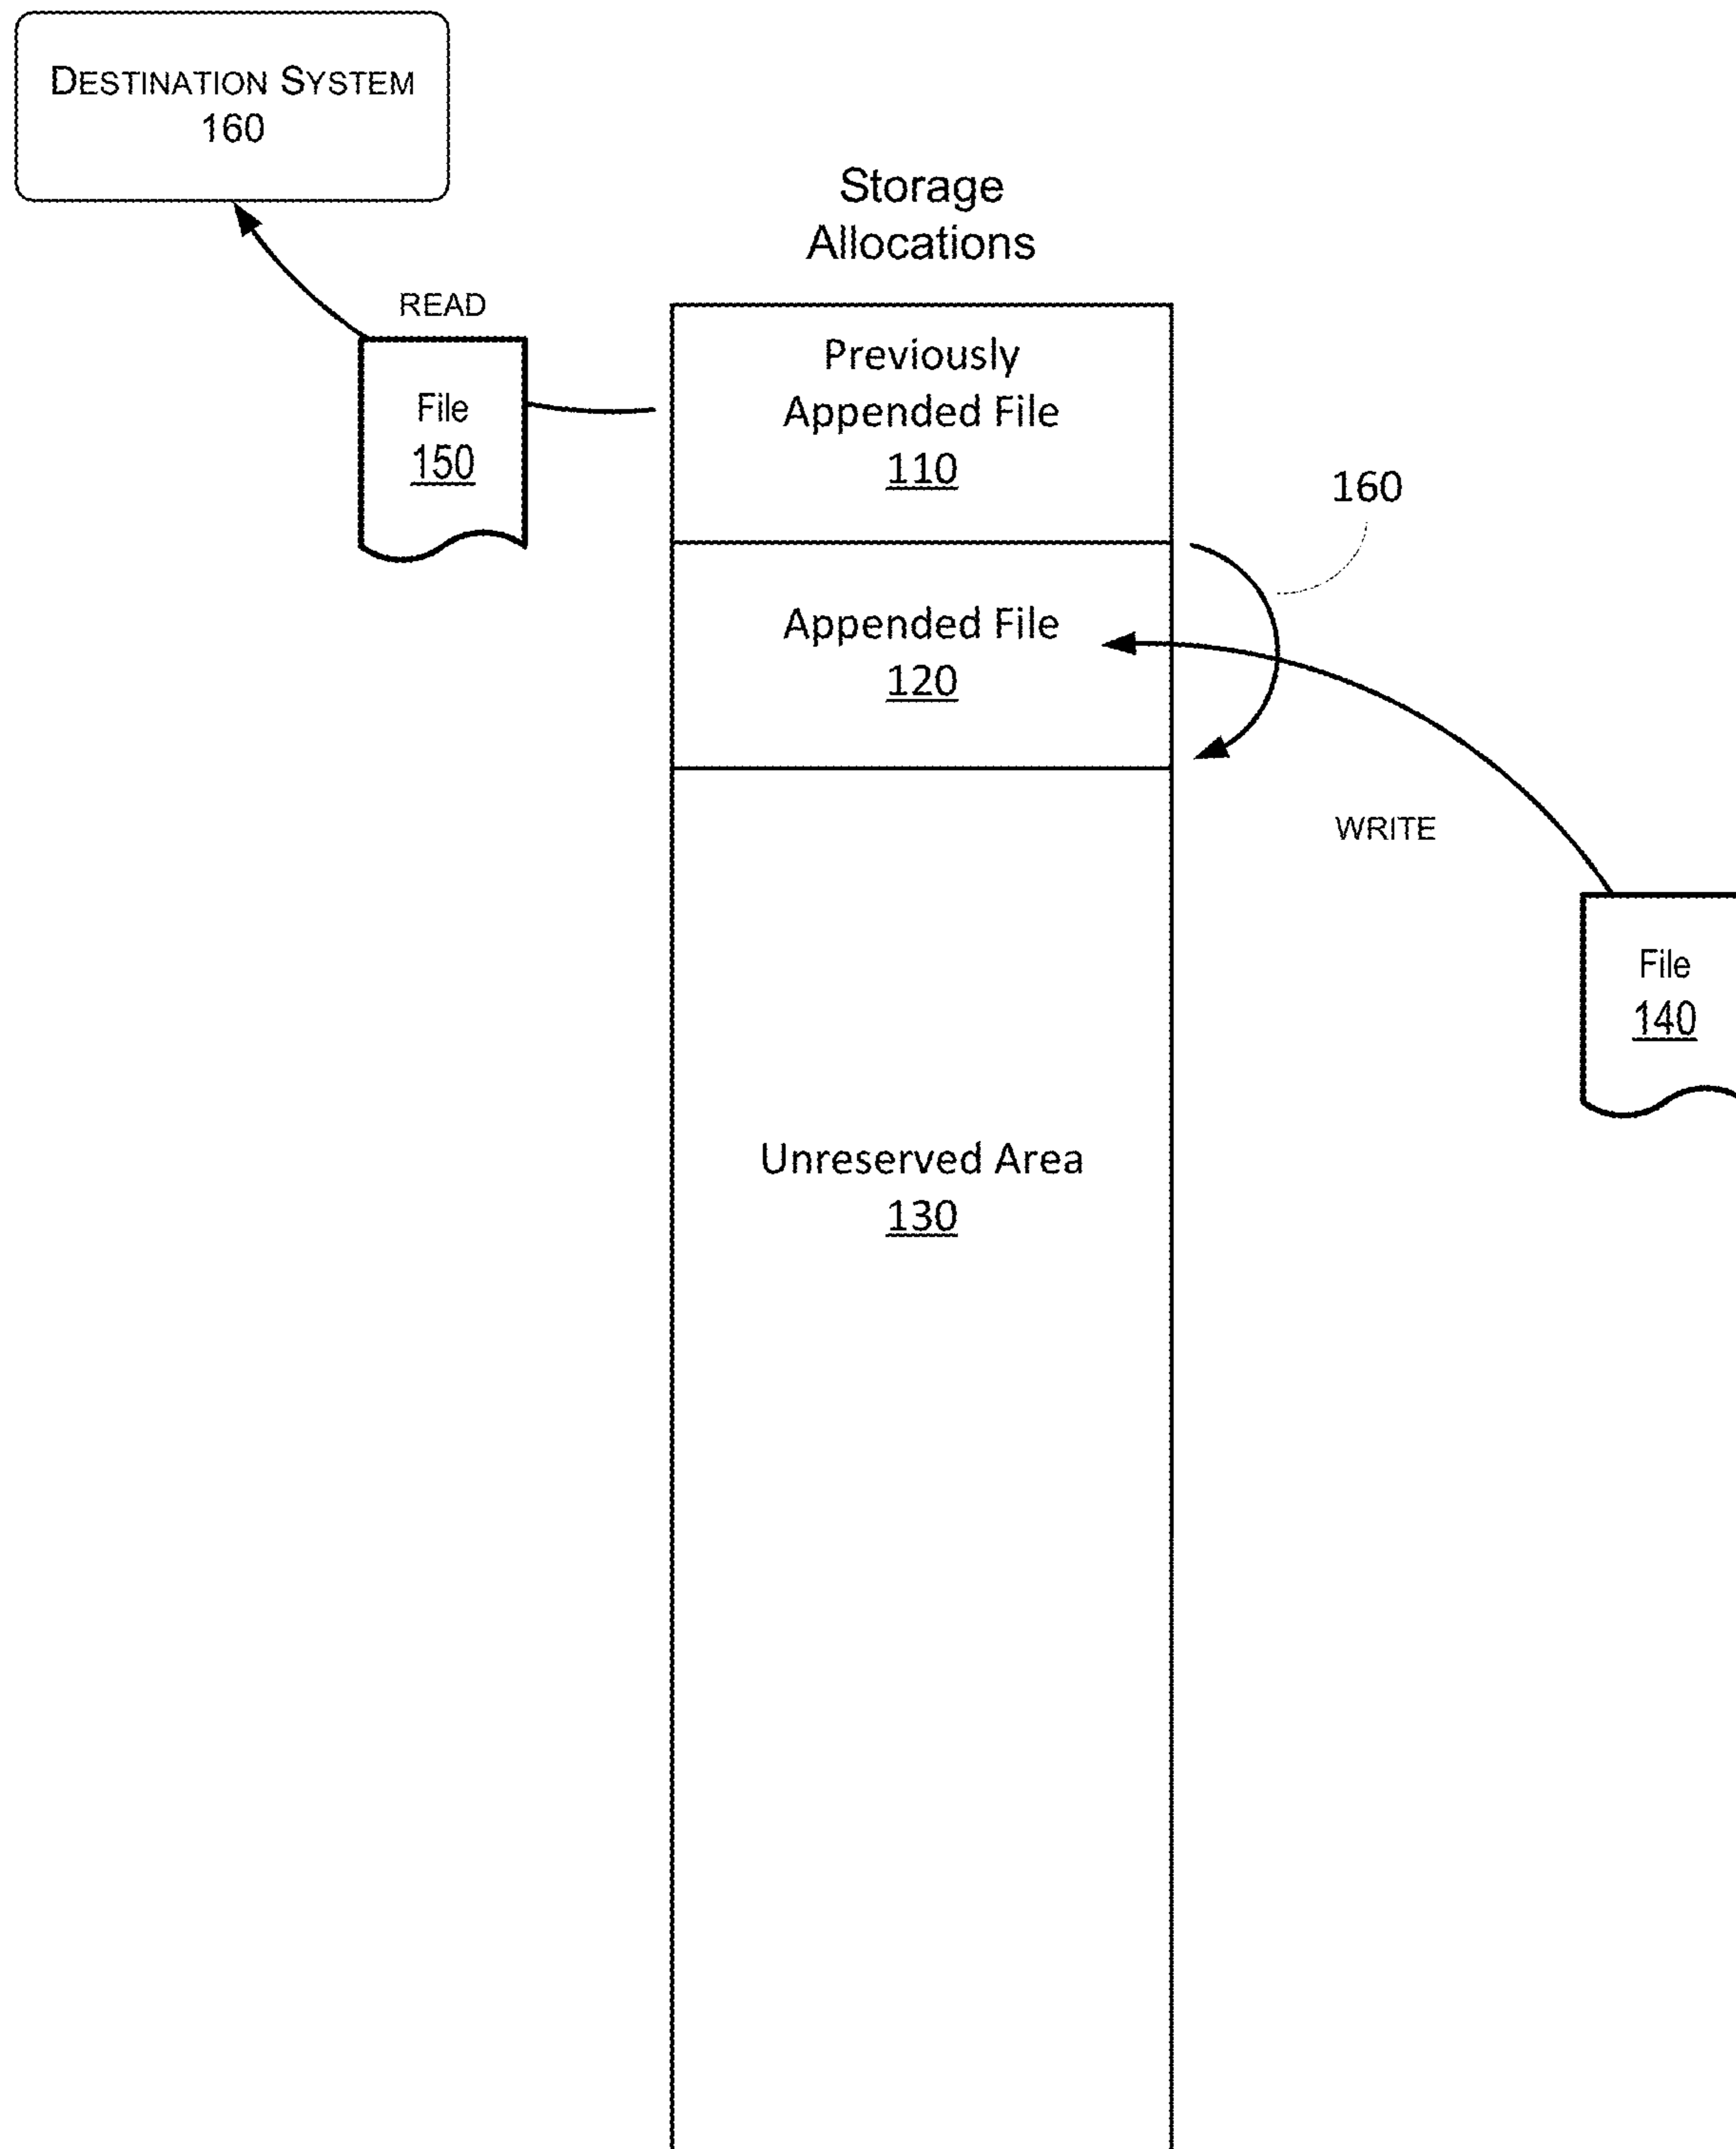 DESTINATION SYSTEM
160
Storage
Allocations
READ
Previously
Appended File
110
File
150
160
Appended File
120
WRITE
File
140
Unreserved Area
130